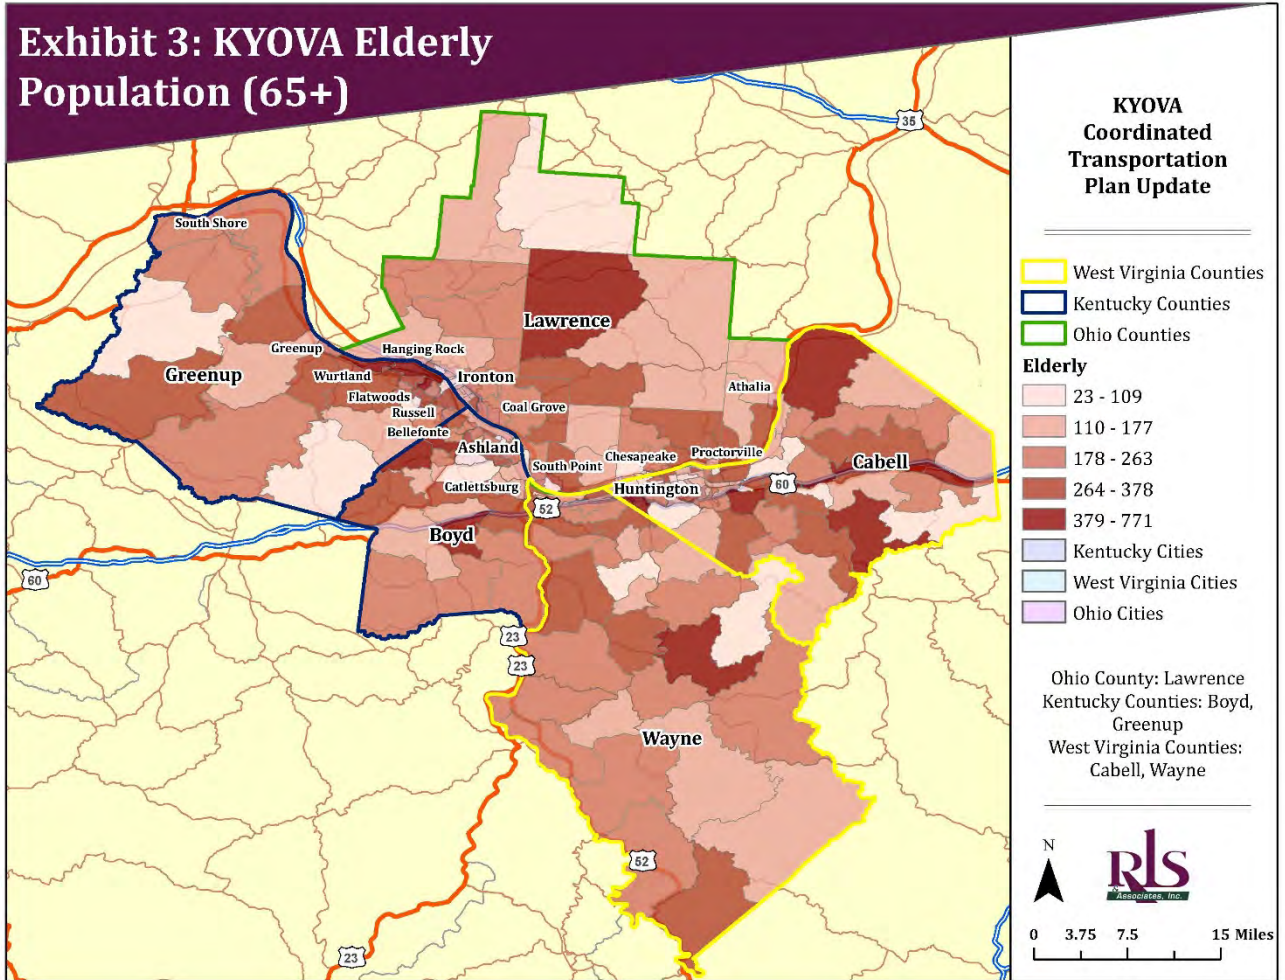 Exhibit 3: KYOVA Elderly
Population (65+)
KYOVA
Coordinated
Transportation
Plan Update
West Virginia Counties
Kentucky Counties
Ohio Counties
Elderly
23 - 109
110 - 177
178 - 263
264 - 378
379 - 771
Kentucky Cities
West Virginia Cities
Ohio Cities
Ohio County: Lawrence
Kentucky Counties: Boyd,
Greenup
West Virginia Counties:
Cabell, Wayne
N
RLS
& Associates, Inc.
0 3.75 7.5 15 Miles
35
South Shore
Lawrence
Greenup
Hanging Rock
Greenup
Wurtland
Ironton
Athalia
Flatwoods
Russell
Coal Grove
Bellefonte
Ashland
Chesapeake
Proctorville
South Point
Cabell
Catlettsburg
Huntington
60
52
Boyd
60
23
23
Wayne
52
23